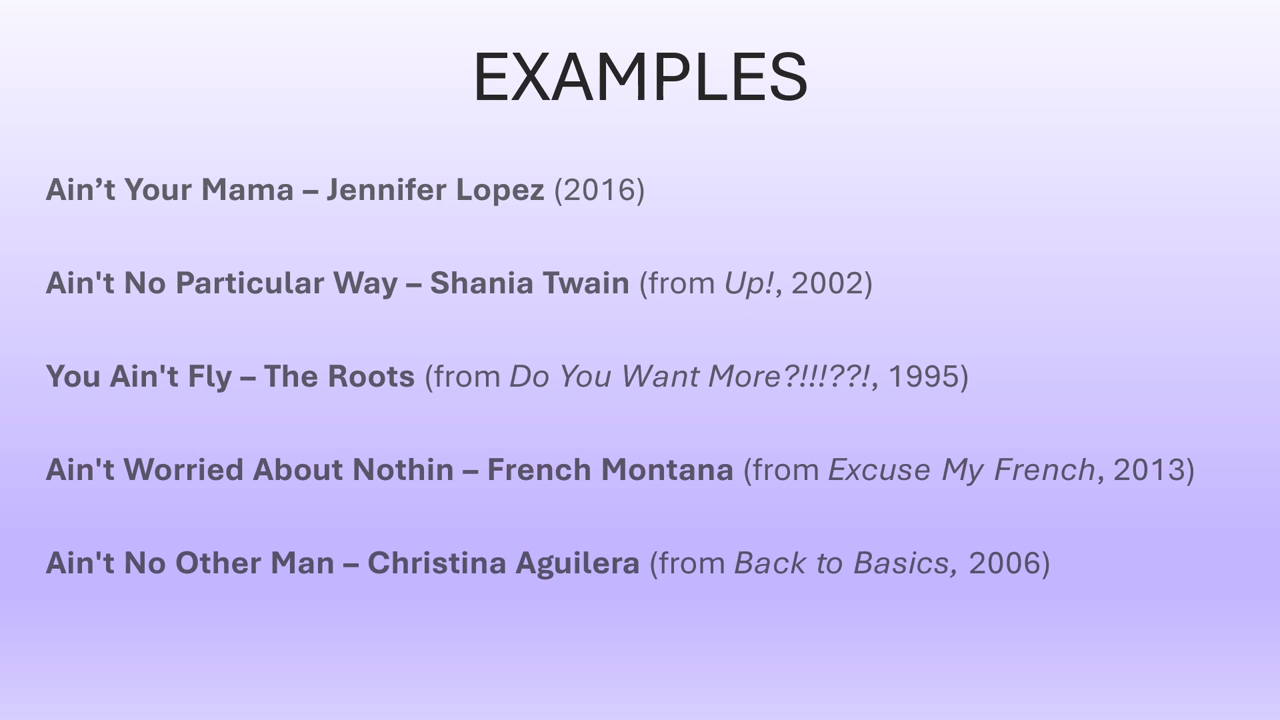 EXAMPLES
Ain’t Your Mama – Jennifer Lopez (2016)
Ain't No Particular Way – Shania Twain (from Up!, 2002)
You Ain't Fly – The Roots (from Do You Want More?!!!??!, 1995)
Ain't Worried About Nothin – French Montana (from Excuse My French, 2013)
Ain't No Other Man – Christina Aguilera (from Back to Basics, 2006)